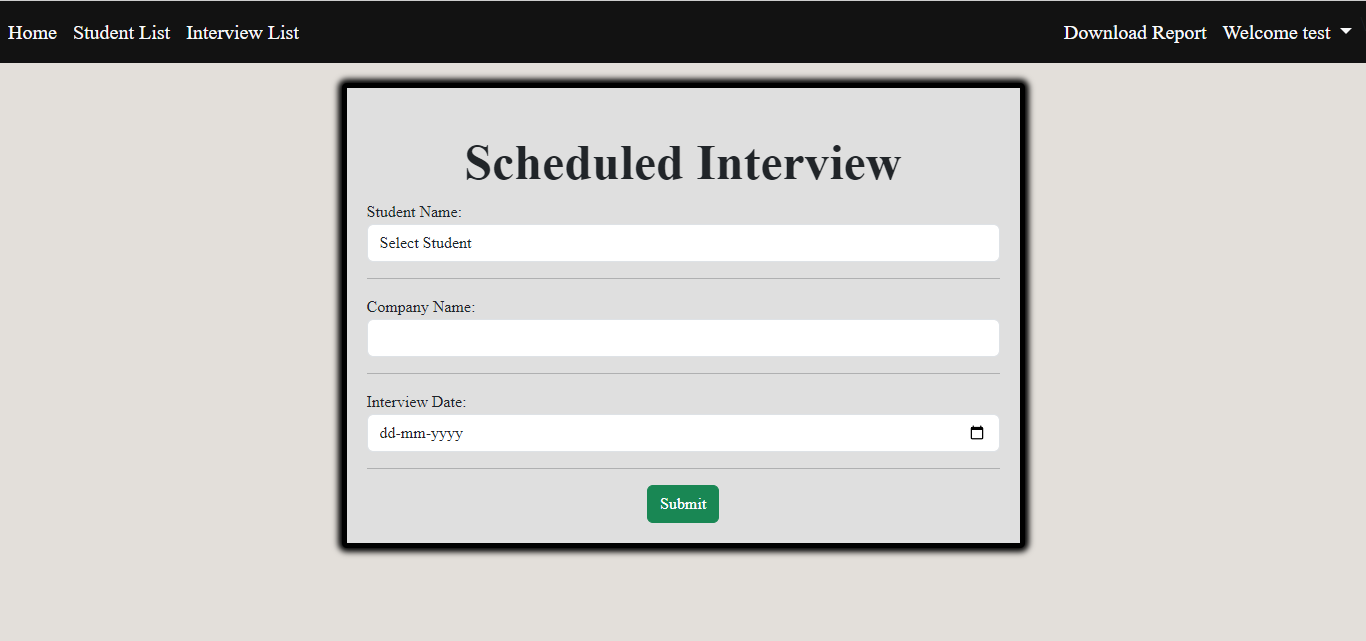 Home Student List Interview List Download Report Welcome test
Scheduled Interview
Student Name:
Select Student
Company Name:
Interview Date:
dd-mm-yyyy
Submit